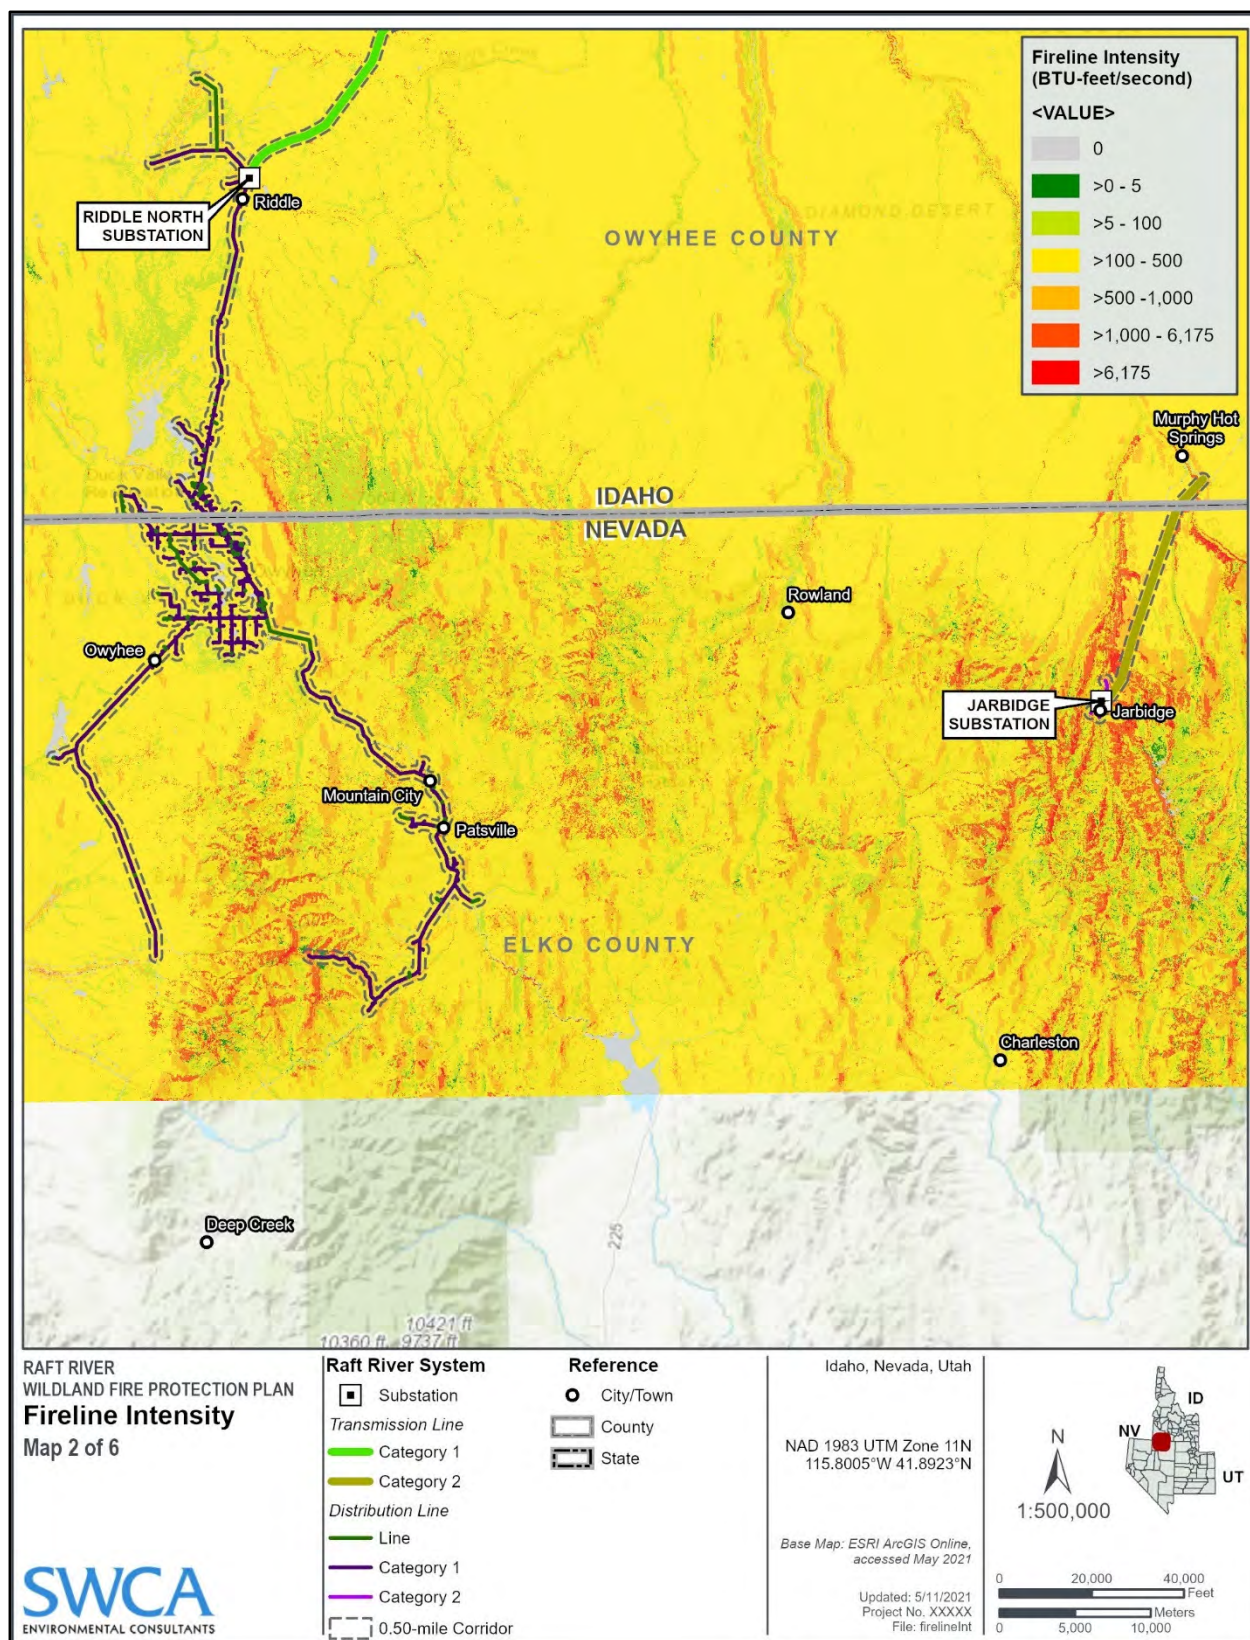 Fireline Intensity
(BTU-feet/second)
<VALUE>
0
>0 - 5
>5 - 100
>100 - 500
>500 -1,000
>1,000 - 6,175
>6,175
RIDDLE NORTH
SUBSTATION
Riddle
DIAMOND DESERT
OWYHEE COUNTY
Murphy Hot
Springs
IDAHO
NEVADA
Rowland
Owyhee
JARBIDGE
SUBSTATION
Jarbidge
Mountain City
Patsville
ELKO COUNTY
Charleston
Deep Creek
225
10421 ft
10360 ft
9737 ft
RAFT RIVER
WILDLAND FIRE PROTECTION PLAN
Fireline Intensity
Map 2 of 6
SWCA
ENVIRONMENTAL CONSULTANTS
Raft River System
Substation
Transmission Line
Category 1
Category 2
Distribution Line
Line
Category 1
Category 2
0.50-mile Corridor
Reference
City/Town
County
State
Idaho, Nevada, Utah
NAD 1983 UTM Zone 11N
115.8005°W 41.8923°N
Base Map: ESRI ArcGIS Online,
accessed May 2021
Updated: 5/11/2021
Project No. XXXXX
File: firelineInt
N
1:500,000
ID
NV
UT
0 20,000 40,000
Feet
Meters
0 5,000 10,000